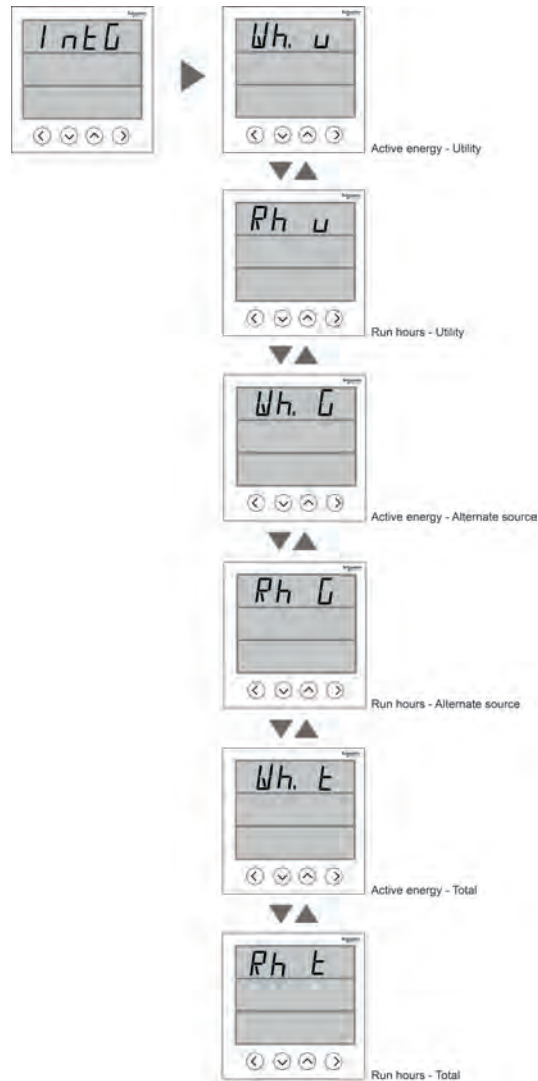 IntG
Wh. u
Active energy - Utility
Rh u
Run hours - Utility
Wh. G
Active energy - Alternate source
Rh G
Run hours - Alternate source
Wh. t
Active energy - Total
Rh t
Run hours - Total